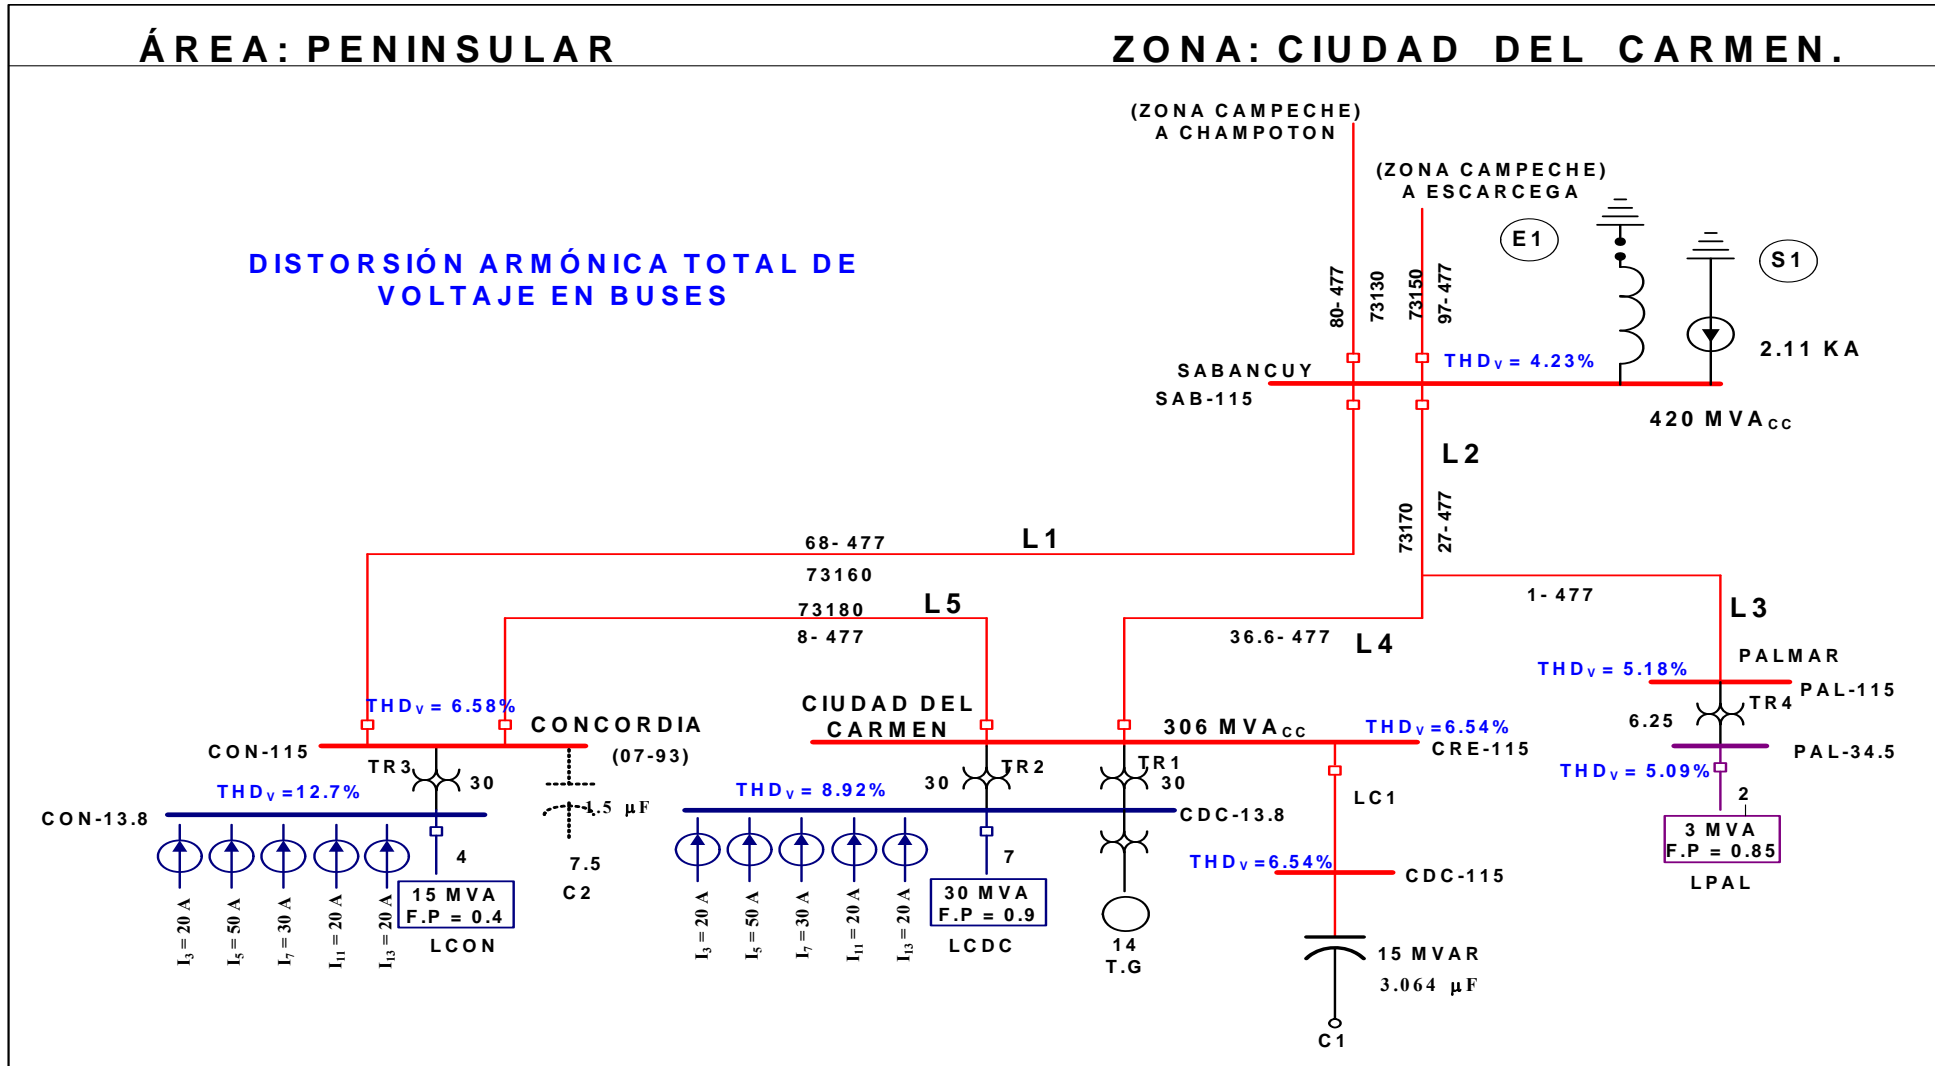 ÁREA: PENINSULAR
ZONA: CIUDAD DEL CARMEN.
(ZONA CAMPECHE)
A CHAMPOTON
(ZONA CAMPECHE)
A ESCARCEGA
E1
S1
DISTORSIÓN ARMÓNICA TOTAL DE
VOLTAJE EN BUSES
80-477
73130
73150
97-477
2.11 KA
SABANCUY
SAB-115
THDV = 4.23%
420 MVACC
L2
73170
27-477
68-477
L1
73160
73180
L5
8-477
1-477
L3
36.6-477
L4
THDV = 5.18%
PALMAR
PAL-115
TR4
6.25
PAL-34.5
THDV = 5.09%
2
3 MVA
F.P = 0.85
LPAL
THDV = 6.58%
CONCORDIA
(07-93)
CON-115
TR3
30
THDV =12.7%
CON-13.8
1.5 µF
7.5
C2
4
15 MVA
F.P = 0.4
LCON
I3 = 20 A
I5 = 50 A
I7 = 30 A
I11 = 20 A
I13 = 20 A
CIUDAD DEL
CARMEN
306 MVACC
THDV =6.54%
CRE-115
TR2
30
TR1
30
THDV = 8.92%
CDC-13.8
LC1
THDV =6.54%
CDC-115
7
30 MVA
F.P = 0.9
LCDC
I3 = 20 A
I5 = 50 A
I7 = 30 A
I11 = 20 A
I13 = 20 A
14
T.G
15 MVAR
3.064 µF
C1